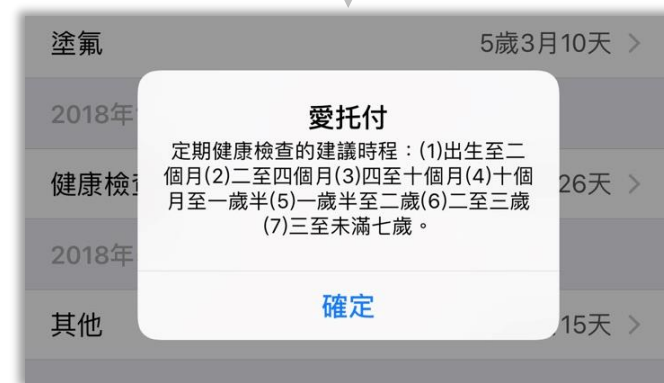 塗氟 5歲3月10天
2018年
愛托付
定期健康檢查的建議時程：(1)出生至二
個月(2)二至四個月(3)四至十個月(4)十個
月至一歲半(5)一歲半至二歲(6)二至三歲
(7)三至未滿七歲。
健康檢 26天
2018年
確定
其他 15天